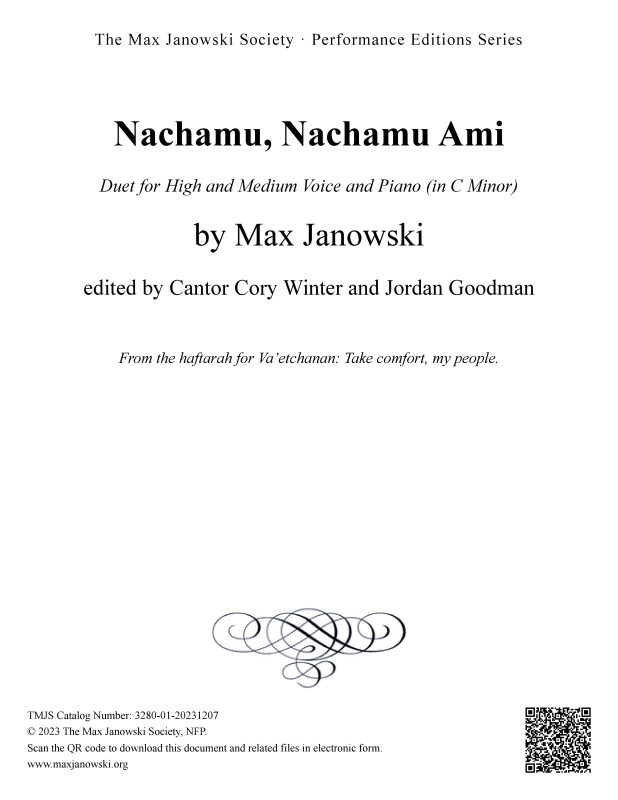 The Max Janowski Society · Performance Editions Series
Nachamu, Nachamu Ami
Duet for High and Medium Voice and Piano (in C Minor)
by Max Janowski
edited by Cantor Cory Winter and Jordan Goodman
From the haftarah for Va’etchanan: Take comfort, my people.
TMJS Catalog Number: 3280-01-20231207
© 2023 The Max Janowski Society, NFP.
Scan the QR code to download this document and related files in electronic form.
www.maxjanowski.org